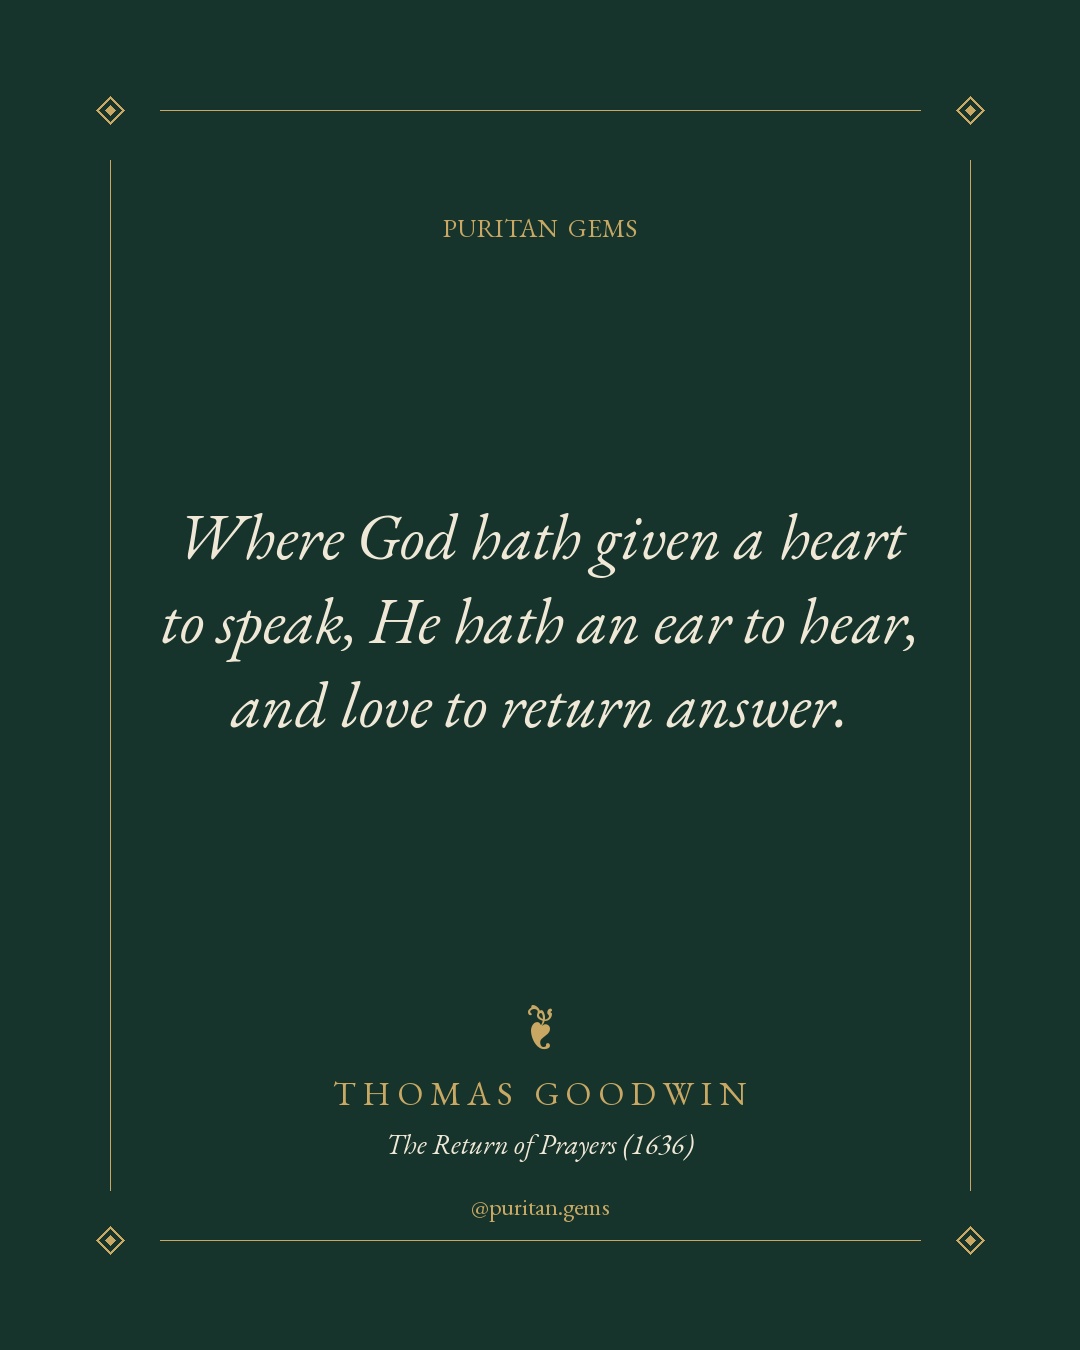 PURITAN GEMS
Where God hath given a heart
to speak, He hath an ear to hear,
and love to return answer.
THOMAS GOODWIN
The Return of Prayers (1636)
@puritan.gems